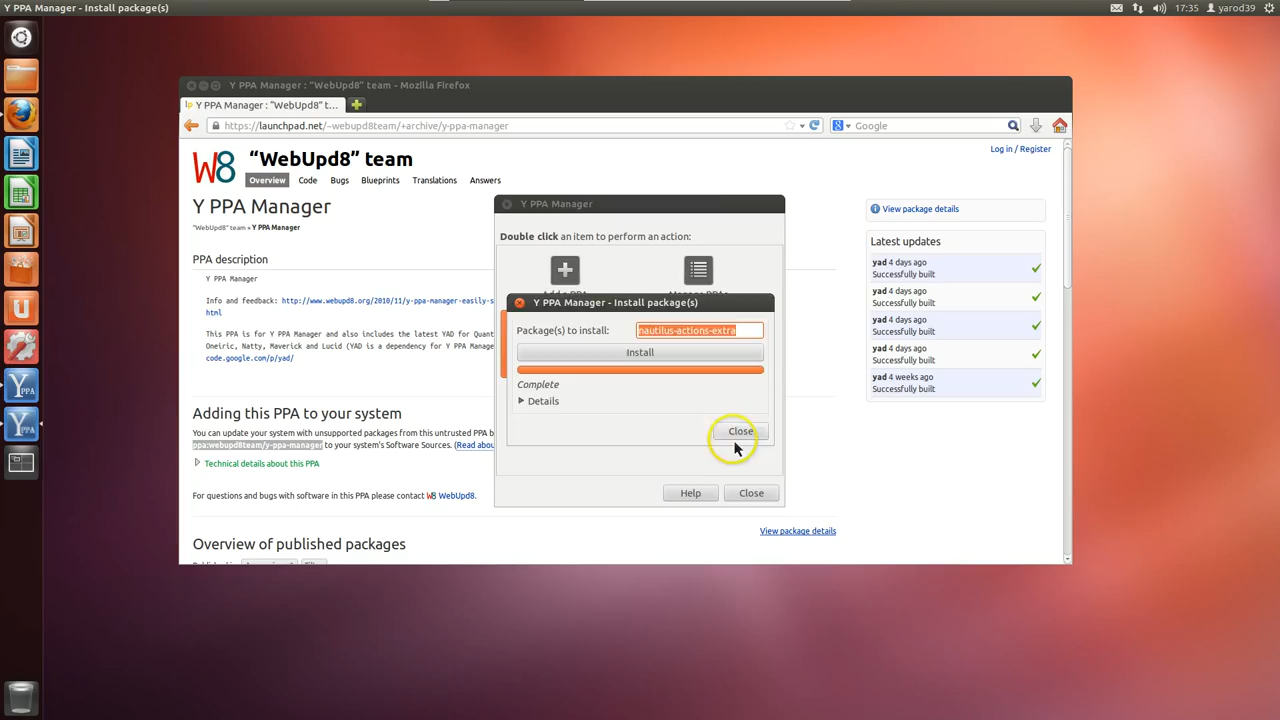 Y PPA Manager - Install package(s)
17:35
yarod39
Y PPA Manager : "WebUpd8" team - Mozilla Firefox
Y PPA Manager : "WebUpd8" t...
https://launchpad.net/~webupd8team/+archive/y-ppa-manager
Google
Log in / Register
W8
"WebUpd8" team
Overview
Code
Bugs
Blueprints
Translations
Answers
Y PPA Manager
"WebUpd8" team » Y PPA Manager
PPA description
Y PPA Manager
Info and feedback: http://www.webupd8.org/2010/11/y-ppa-manager-easily-s
html
This PPA is for Y PPA Manager and also includes the latest YAD for Quant
Oneiric, Natty, Maverick and Lucid (YAD is a dependency for Y PPA Manage
code.google.com/p/yad/
Adding this PPA to your system
You can update your system with unsupported packages from this untrusted PPA b
ppa:webupd8team/y-ppa-manager to your system's Software Sources. (Read abou
Technical details about this PPA
For questions and bugs with software in this PPA please contact W8 WebUpd8.
View package details
Overview of published packages
View package details
Latest updates
yad 4 days ago
Successfully built
yad 4 days ago
Successfully built
yad 4 days ago
Successfully built
yad 4 days ago
Successfully built
yad 4 weeks ago
Successfully built
Y PPA Manager
Double click an item to perform an action:
Y PPA Manager - Install package(s)
Package(s) to install:
nautilus-actions-extra
Install
Complete
Details
Close
Help
Close
Y
PPA
Y
PPA